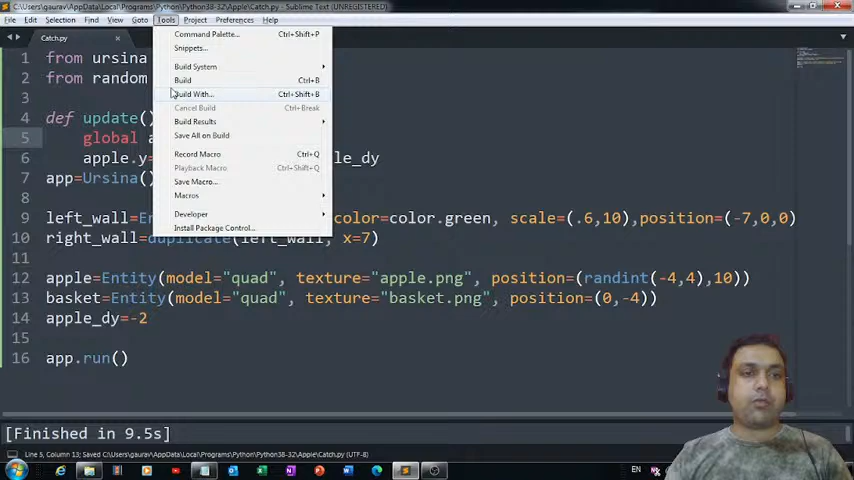 C:\Users\gaurav\AppData\Local\Programs\Python\Python38-32\Apple\Catch.py - Sublime Text (UNREGISTERED)
File Edit Selection Find View Goto Tools Project Preferences Help
Catch.py
Command Palette... Ctrl+Shift+P
Snippets...
Build System
Build Ctrl+B
Build With... Ctrl+Shift+B
Cancel Build Ctrl+Break
Build Results
Save All on Build
Record Macro Ctrl+Q
Playback Macro Ctrl+Shift+Q
Save Macro...
Macros
Developer
Install Package Control...
1 from ursina
2 from random
3
4 def update()
5 global a
6 apple.y= le_dy
7 app=Ursina()
8
9 left_wall=En color=color.green, scale=(.6,10),position=(-7,0,0)
10 right_wall=duplicate(left_wall, x=7)
11
12 apple=Entity(model="quad", texture="apple.png", position=(randint(-4,4),10))
13 basket=Entity(model="quad", texture="basket.png", position=(0,-4))
14 apple_dy=-2
15
16 app.run()
[Finished in 9.5s]
Line 5, Column 13; Saved C:\Users\gaurav\AppData\Local\Programs\Python\Python38-32\Apple\Catch.py (UTF-8)
EN